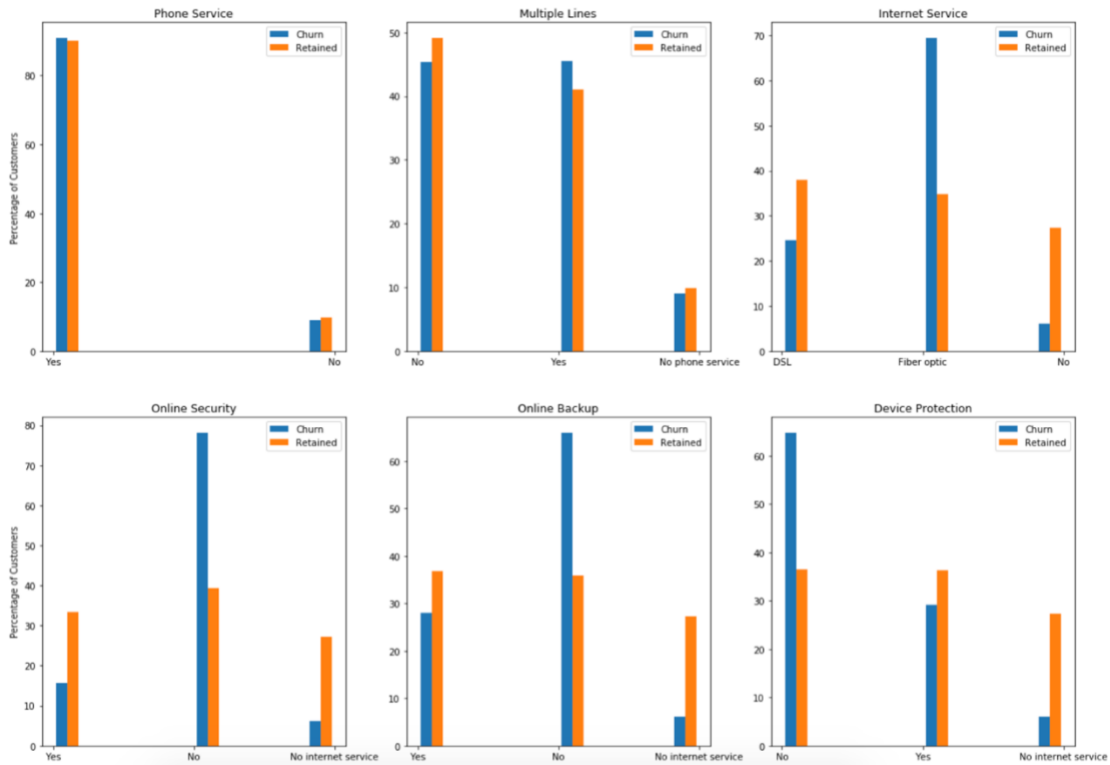 Phone Service
Churn
Retained
Percentage of Customers
80
60
40
20
0
Yes
No
Multiple Lines
Churn
Retained
50
40
30
20
10
0
No
Yes
No phone service
Internet Service
Churn
Retained
70
60
50
40
30
20
10
0
DSL
Fiber optic
No
Online Security
Churn
Retained
Percentage of Customers
80
70
60
50
40
30
20
10
0
Yes
No
No internet service
Online Backup
Churn
Retained
60
50
40
30
20
10
0
Yes
No
No internet service
Device Protection
Churn
Retained
60
50
40
30
20
10
0
No
Yes
No internet service